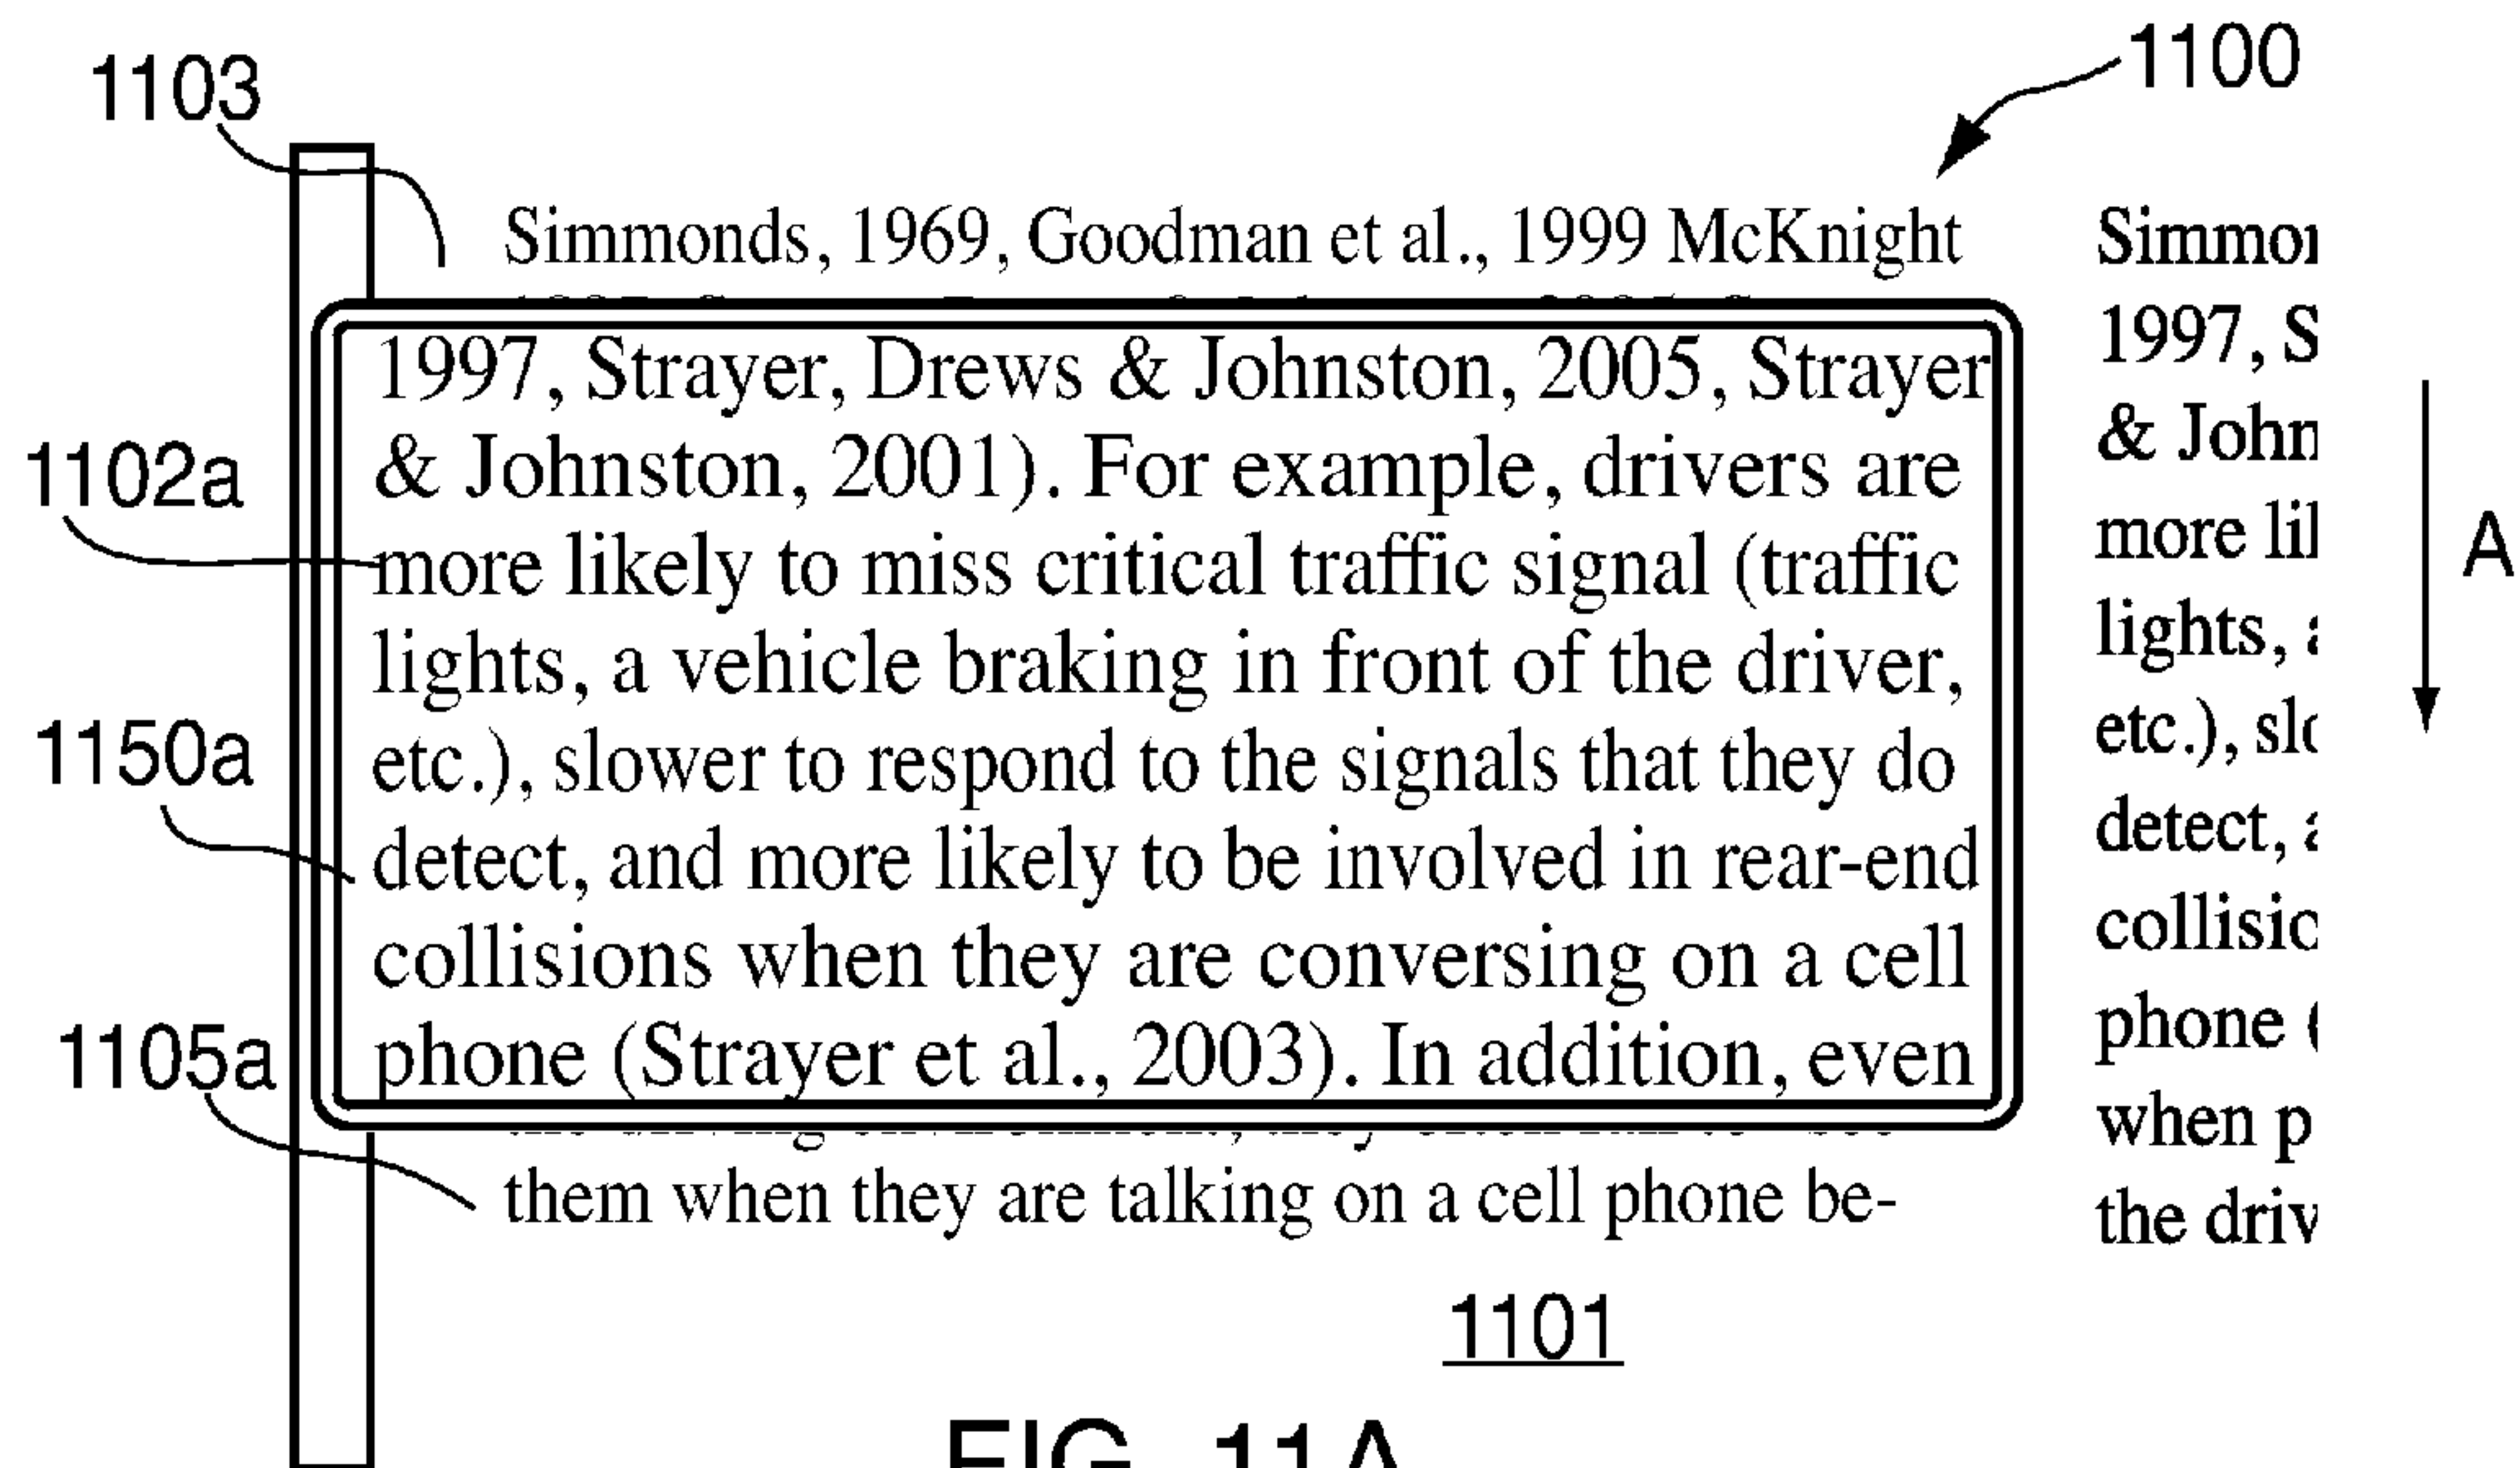 1100
1103
Simmonds, 1969, Goodman et al., 1999 McKnight
1102a
1997, Strayer, Drews & Johnston, 2005, Strayer
& Johnston, 2001). For example, drivers are
more likely to miss critical traffic signal (traffic
lights, a vehicle braking in front of the driver,
etc.), slower to respond to the signals that they do
detect, and more likely to be involved in rear-end
collisions when they are conversing on a cell
phone (Strayer et al., 2003). In addition, even
1150a
1105a
them when they are talking on a cell phone be-
1997, S
& John
more
lights,
etc.),
detect,
phone
when p
the driv
A
1101
FIG. 11A